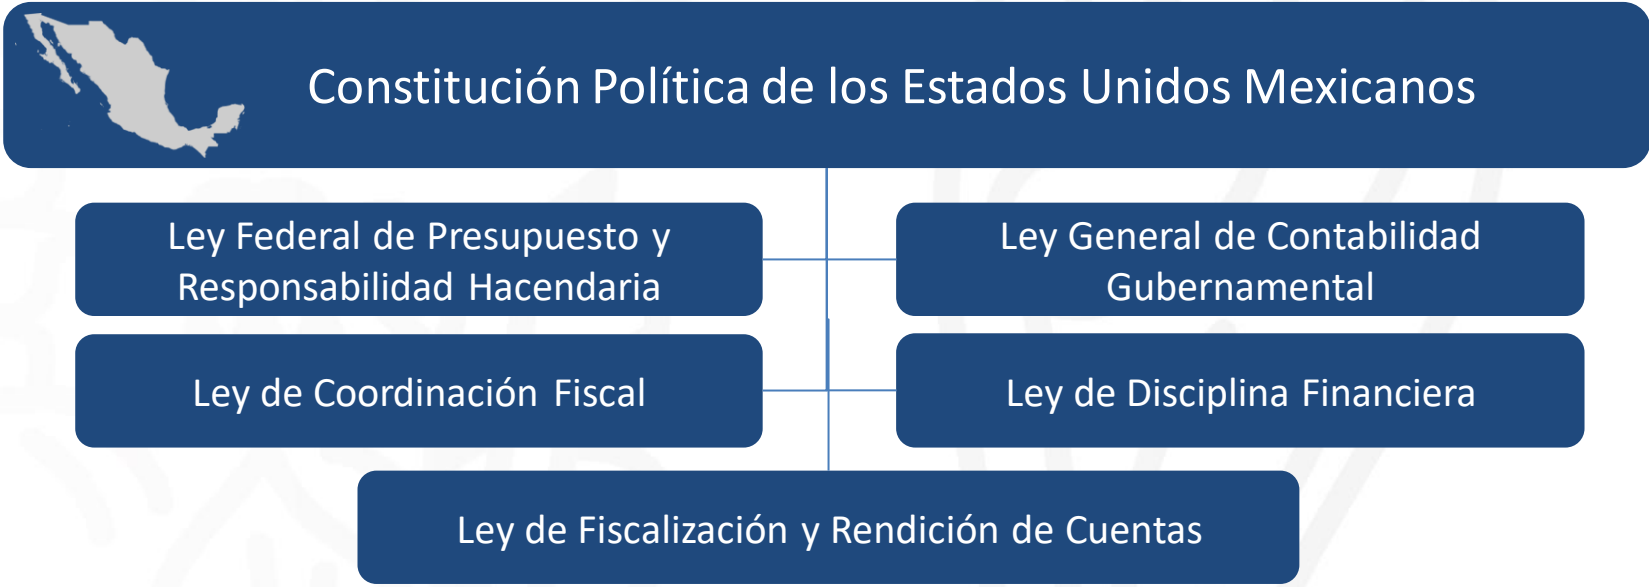 Constitución Política de los Estados Unidos Mexicanos
Ley Federal de Presupuesto y
Responsabilidad Hacendaria
Ley General de Contabilidad
Gubernamental
Ley de Coordinación Fiscal
Ley de Disciplina Financiera
Ley de Fiscalización y Rendición de Cuentas